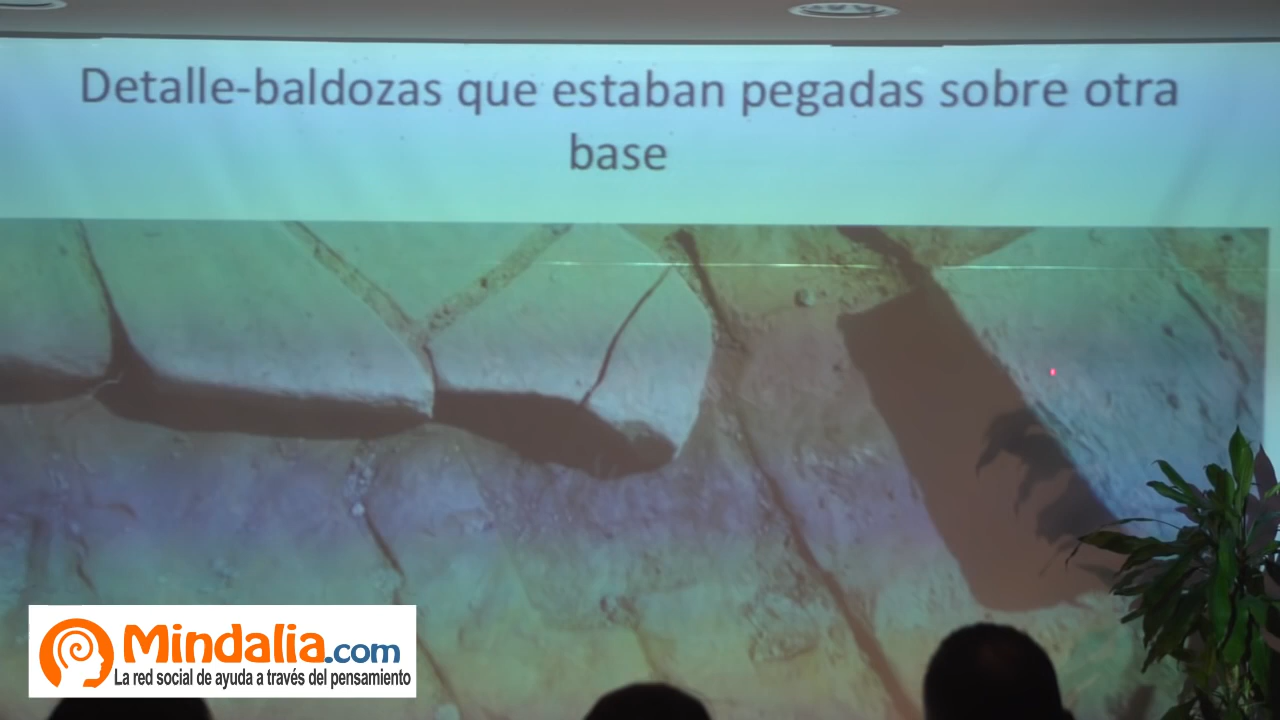 Detalle-baldozas que estaban pegadas sobre otra
base
Mindalia.com
La red social de ayuda a través del pensamiento